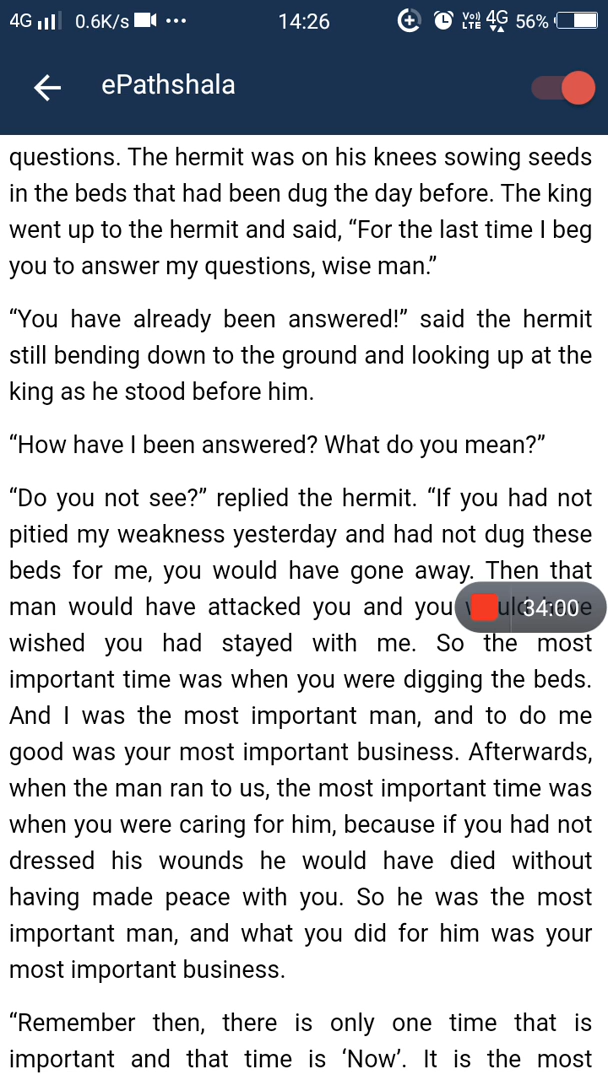 4G 0.6K/s ... 14:26 Vo)) LTE 4G 56%
ePathshala
questions. The hermit was on his knees sowing seeds
in the beds that had been dug the day before. The king
went up to the hermit and said, “For the last time I beg
you to answer my questions, wise man.”
“You have already been answered!” said the hermit
still bending down to the ground and looking up at the
king as he stood before him.
“How have I been answered? What do you mean?”
“Do you not see?” replied the hermit. “If you had not
pitied my weakness yesterday and had not dug these
beds for me, you would have gone away. Then that
man would have attacked you and you
34:00
wished you had stayed with me. So the most
important time was when you were digging the beds.
And I was the most important man, and to do me
good was your most important business. Afterwards,
when the man ran to us, the most important time was
when you were caring for him, because if you had not
dressed his wounds he would have died without
having made peace with you. So he was the most
important man, and what you did for him was your
most important business.
“Remember then, there is only one time that is
important and that time is ‘Now’. It is the most